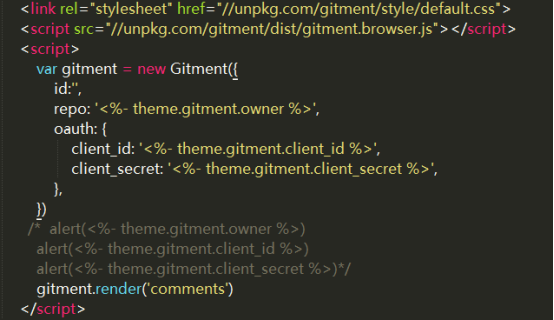 <link rel="stylesheet" href="//unpkg.com/gitment/style/default.css">
<script src="//unpkg.com/gitment/dist/gitment.browser.js"></script>
<script>
var gitment = new Gitment({
id:'',
repo: '<%- theme.gitment.owner %>',
oauth: {
client_id: '<%- theme.gitment.client_id %>',
client_secret: '<%- theme.gitment.client_secret %>',
},
})
/* alert(<%- theme.gitment.owner %>)
alert(<%- theme.gitment.client_id %>)
alert(<%- theme.gitment.client_secret %>)*/
gitment.render('comments')
</script>